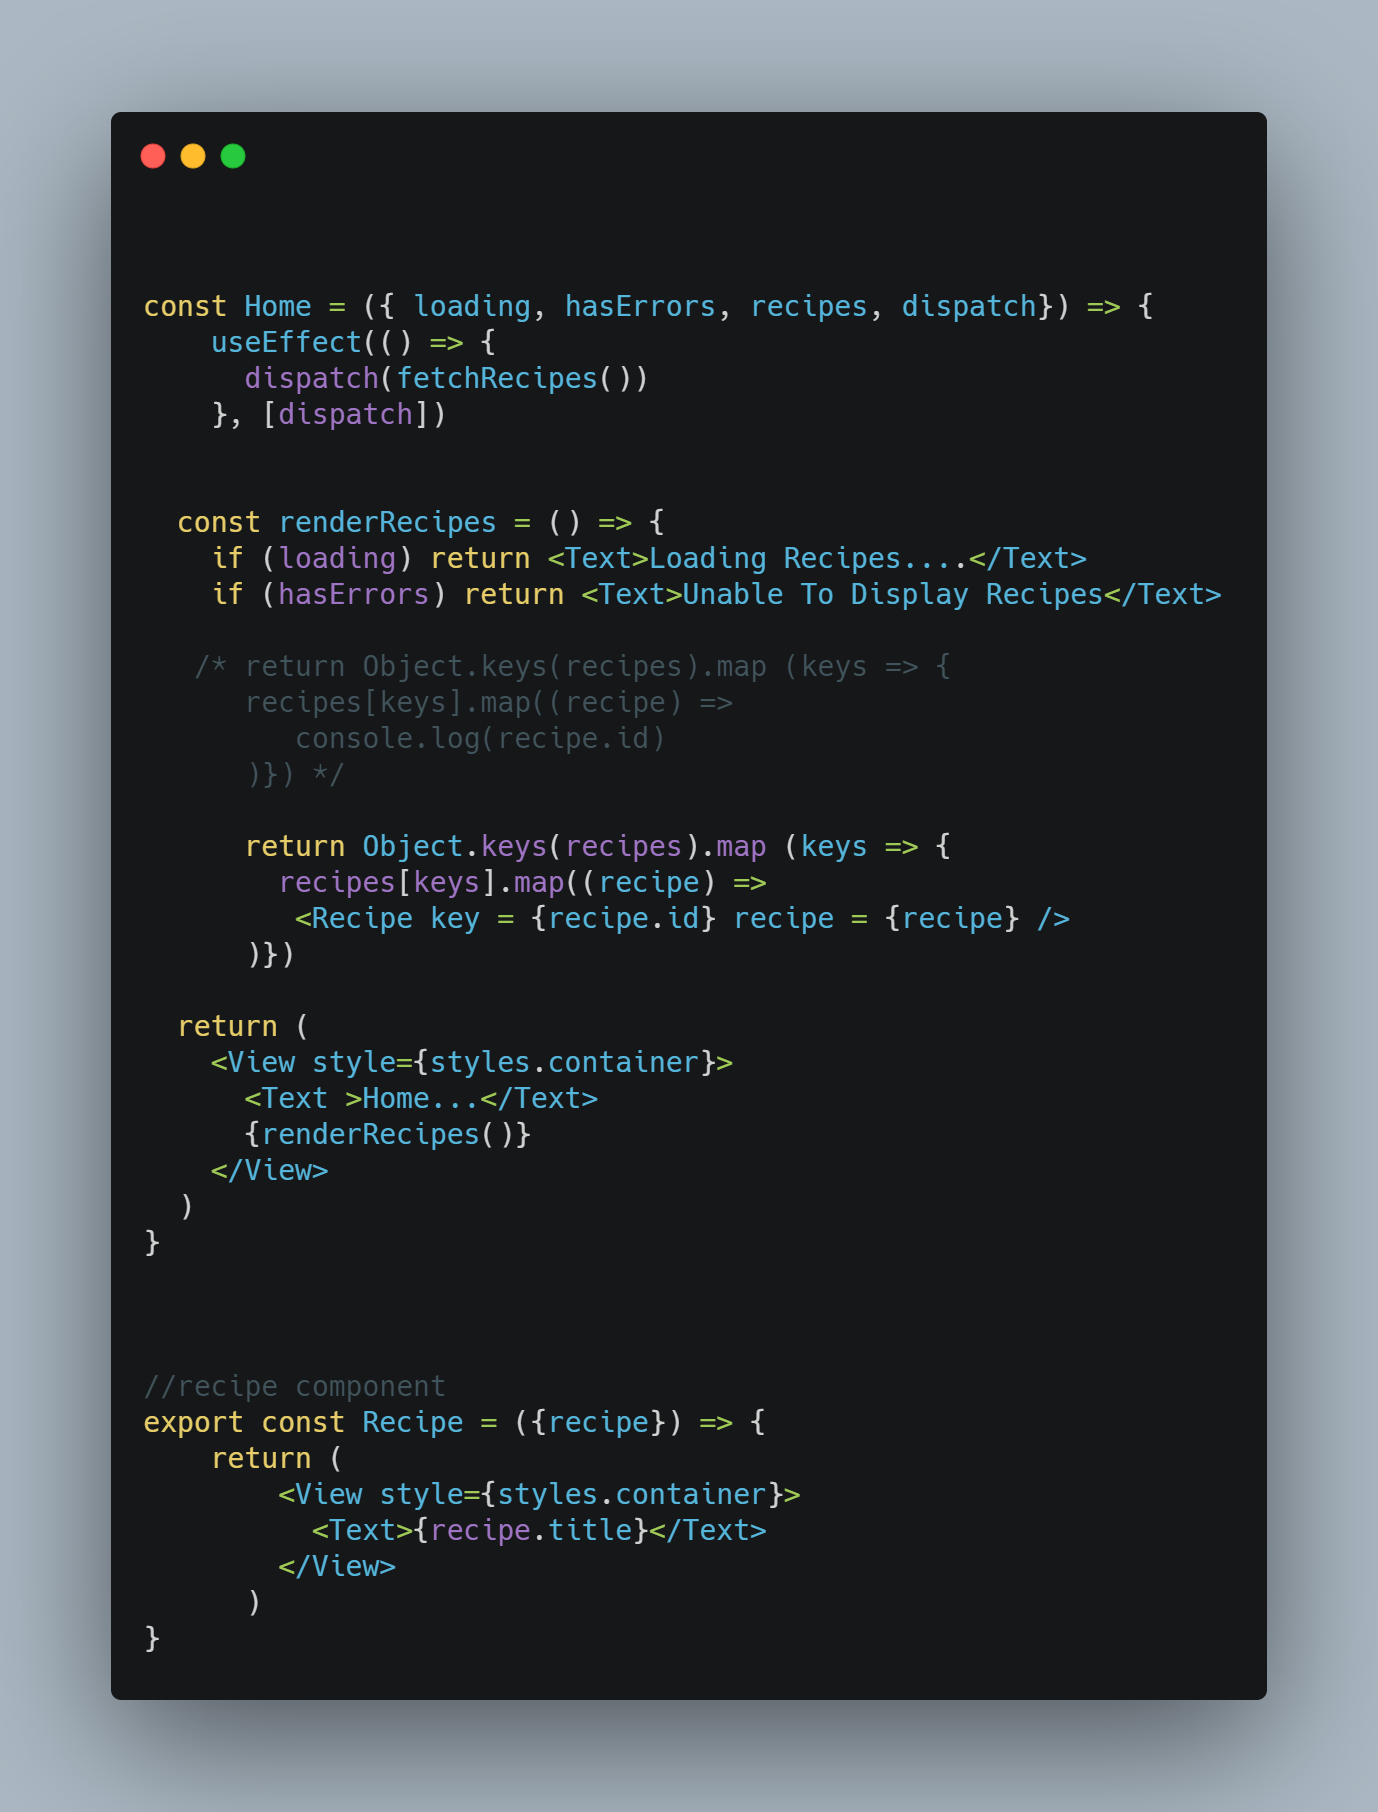 const Home = ({ loading, hasErrors, recipes, dispatch}) => {
    useEffect(() => {
      dispatch(fetchRecipes())
    }, [dispatch])
  const renderRecipes = () => {
    if (loading) return <Text>Loading Recipes....</Text>
    if (hasErrors) return <Text>Unable To Display Recipes</Text>
   /* return Object.keys(recipes).map (keys => {
      recipes[keys].map((recipe) =>
         console.log(recipe.id)
      )}) */
      return Object.keys(recipes).map (keys => {
        recipes[keys].map((recipe) =>
         <Recipe key = {recipe.id} recipe = {recipe} />
      )})
  return (
    <View style={styles.container}>
      <Text >Home...</Text>
      {renderRecipes()}
    </View>
  )
}
//recipe component
export const Recipe = ({recipe}) => {
    return (
        <View style={styles.container}>
          <Text>{recipe.title}</Text>
        </View>
      )
}